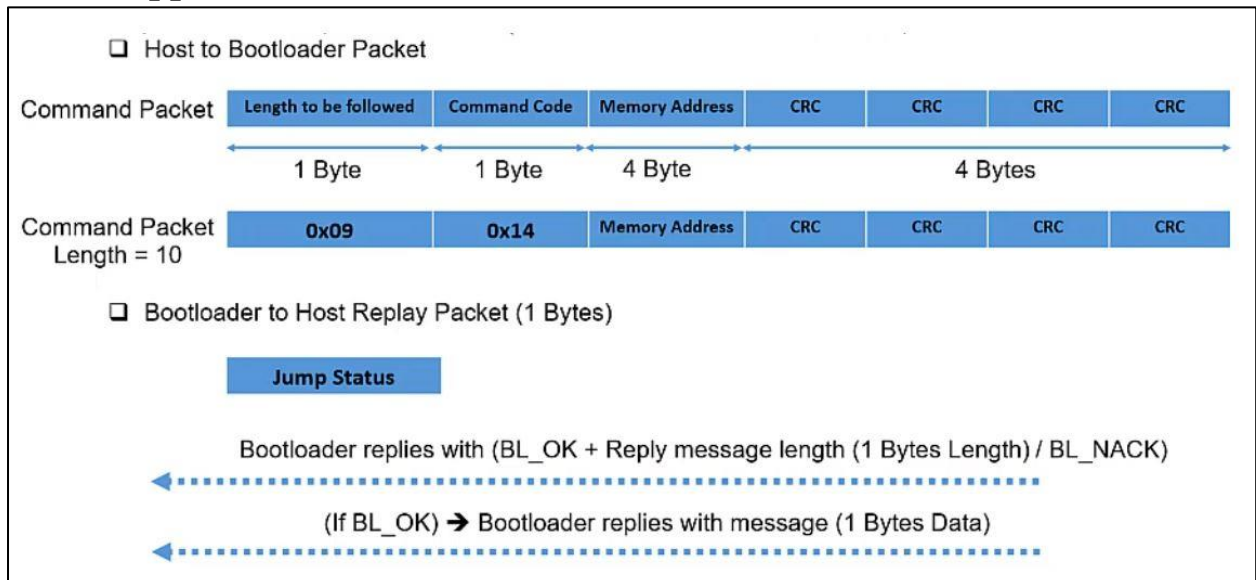 Host to Bootloader Packet
Command Packet Length to be followed Command Code Memory Address CRC CRC CRC CRC
1 Byte 1 Byte 4 Byte 4 Bytes
Command Packet Length = 10 0x09 0x14 Memory Address CRC CRC CRC CRC
Bootloader to Host Replay Packet (1 Bytes)
Jump Status
Bootloader replies with (BL_OK + Reply message length (1 Bytes Length) / BL_NACK)
(If BL_OK) ➔ Bootloader replies with message (1 Bytes Data)